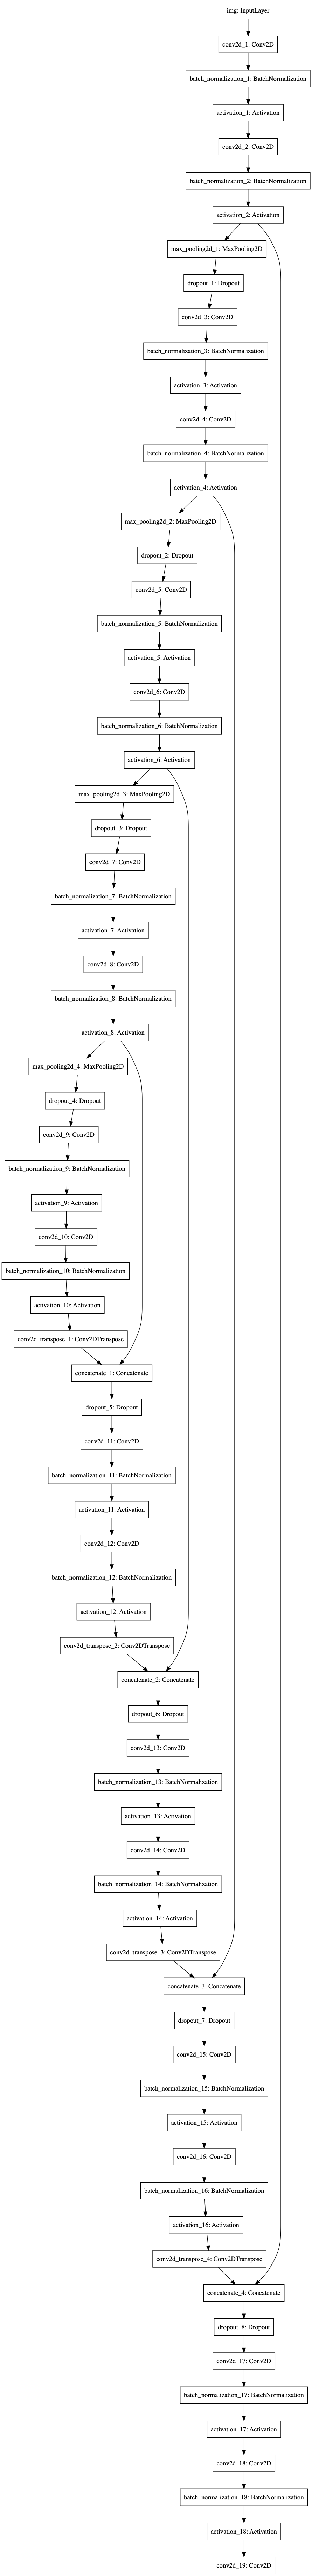 img: InputLayer
conv2d_1: Conv2D
batch_normalization_1: BatchNormalization
activation_1: Activation
conv2d_2: Conv2D
batch_normalization_2: BatchNormalization
activation_2: Activation
max_pooling2d_1: MaxPooling2D
dropout_1: Dropout
conv2d_3: Conv2D
batch_normalization_3: BatchNormalization
activation_3: Activation
conv2d_4: Conv2D
batch_normalization_4: BatchNormalization
activation_4: Activation
max_pooling2d_2: MaxPooling2D
dropout_2: Dropout
conv2d_5: Conv2D
batch_normalization_5: BatchNormalization
activation_5: Activation
conv2d_6: Conv2D
batch_normalization_6: BatchNormalization
activation_6: Activation
max_pooling2d_3: MaxPooling2D
dropout_3: Dropout
conv2d_7: Conv2D
batch_normalization_7: BatchNormalization
activation_7: Activation
conv2d_8: Conv2D
batch_normalization_8: BatchNormalization
activation_8: Activation
max_pooling2d_4: MaxPooling2D
dropout_4: Dropout
conv2d_9: Conv2D
batch_normalization_9: BatchNormalization
activation_9: Activation
conv2d_10: Conv2D
batch_normalization_10: BatchNormalization
activation_10: Activation
conv2d_transpose_1: Conv2DTranspose
concatenate_1: Concatenate
dropout_5: Dropout
conv2d_11: Conv2D
batch_normalization_11: BatchNormalization
activation_11: Activation
conv2d_12: Conv2D
batch_normalization_12: BatchNormalization
activation_12: Activation
conv2d_transpose_2: Conv2DTranspose
concatenate_2: Concatenate
dropout_6: Dropout
conv2d_13: Conv2D
batch_normalization_13: BatchNormalization
activation_13: Activation
conv2d_14: Conv2D
batch_normalization_14: BatchNormalization
activation_14: Activation
conv2d_transpose_3: Conv2DTranspose
concatenate_3: Concatenate
dropout_7: Dropout
conv2d_15: Conv2D
batch_normalization_15: BatchNormalization
activation_15: Activation
conv2d_16: Conv2D
batch_normalization_16: BatchNormalization
activation_16: Activation
conv2d_transpose_4: Conv2DTranspose
concatenate_4: Concatenate
dropout_8: Dropout
conv2d_17: Conv2D
batch_normalization_17: BatchNormalization
activation_17: Activation
conv2d_18: Conv2D
batch_normalization_18: BatchNormalization
activation_18: Activation
conv2d_19: Conv2D